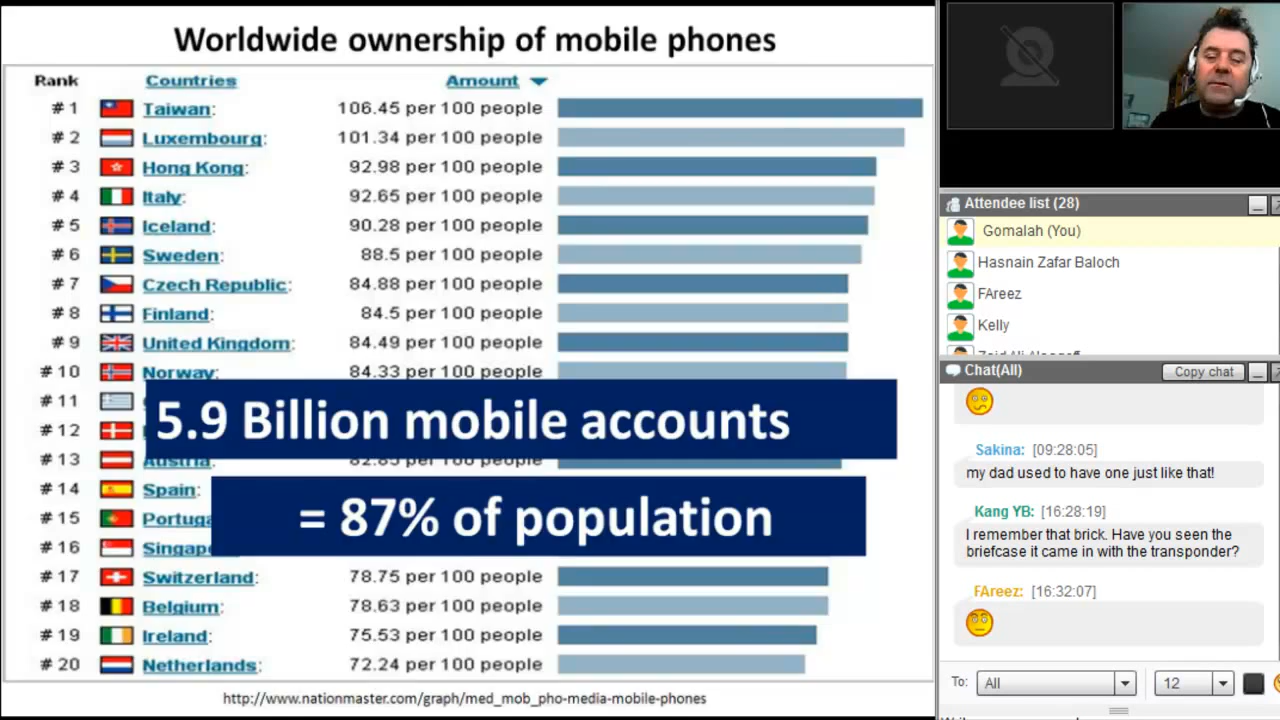 Worldwide ownership of mobile phones
Rank Countries Amount
# 1 Taiwan: 106.45 per 100 people
# 2 Luxembourg: 101.34 per 100 people
# 3 Hong Kong: 92.98 per 100 people
# 4 Italy: 92.65 per 100 people
# 5 Iceland: 90.28 per 100 people
# 6 Sweden: 88.5 per 100 people
# 7 Czech Republic: 84.88 per 100 people
# 8 Finland: 84.5 per 100 people
# 9 United Kingdom: 84.49 per 100 people
# 10 Norway: 84.33 per 100 people
# 11
5.9 Billion mobile accounts
# 12
# 13 Austria:
# 14 Spain:
= 87% of population
# 15
# 16
# 17 Switzerland: 78.75 per 100 people
# 18 Belgium: 78.63 per 100 people
# 19 Ireland: 75.53 per 100 people
# 20 Netherlands: 72.24 per 100 people
http://www.nationmaster.com/graph/med_mob_pho-media-mobile-phones
Attendee list (28)
Gomalah (You)
Hasnain Zafar Baloch
FAreez
Kelly
Chat(All) Copy chat
Sakina: [09:28:05]
my dad used to have one just like that!
Kang YB: [16:28:19]
I remember that brick. Have you seen the
briefcase it came in with the transponder?
FAreez: [16:32:07]
To: All 12